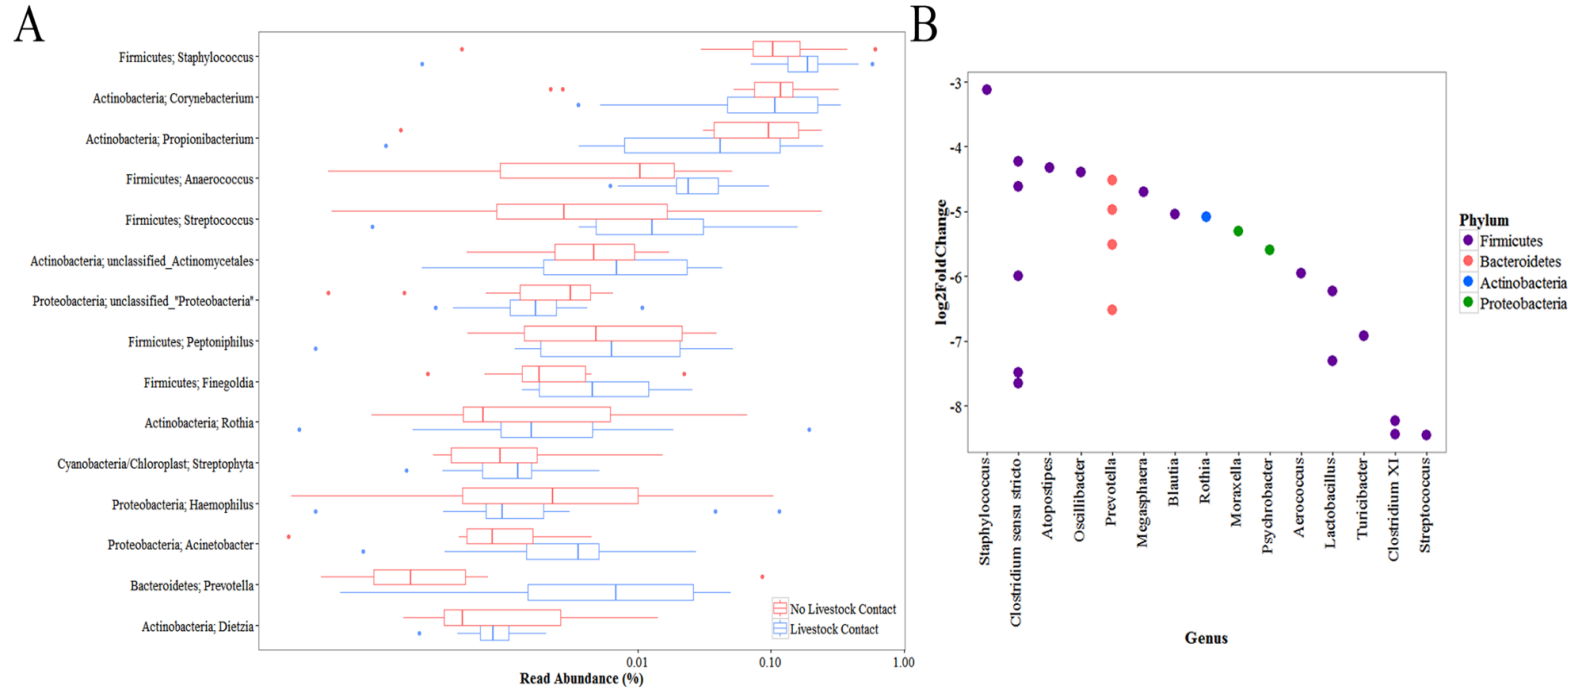 A
Firmicutes; Staphylococcus
Actinobacteria; Corynebacterium
Actinobacteria; Propionibacterium
Firmicutes; Anaerococcus
Firmicutes; Streptococcus
Actinobacteria; unclassified_Actinomycetales
Proteobacteria; unclassified_"Proteobacteria"
Firmicutes; Peptoniphilus
Firmicutes; Finegoldia
Actinobacteria; Rothia
Cyanobacteria/Chloroplast; Streptophyta
Proteobacteria; Haemophilus
Proteobacteria; Acinetobacter
Bacteroidetes; Prevotella
Actinobacteria; Dietzia
No Livestock Contact
Livestock Contact
0.01
0.10
1.00
Read Abundance (%)
B
log2FoldChange
-3
-4
-5
-6
-7
-8
Staphylococcus
Clostridium sensu stricto
Atopostipes
Oscillibacter
Prevotella
Megasphaera
Blautia
Rothia
Moraxella
Psychrobacter
Aerococcus
Lactobacillus
Turicibacter
Clostridium XI
Streptococcus
Genus
Phylum
Firmicutes
Bacteroidetes
Actinobacteria
Proteobacteria